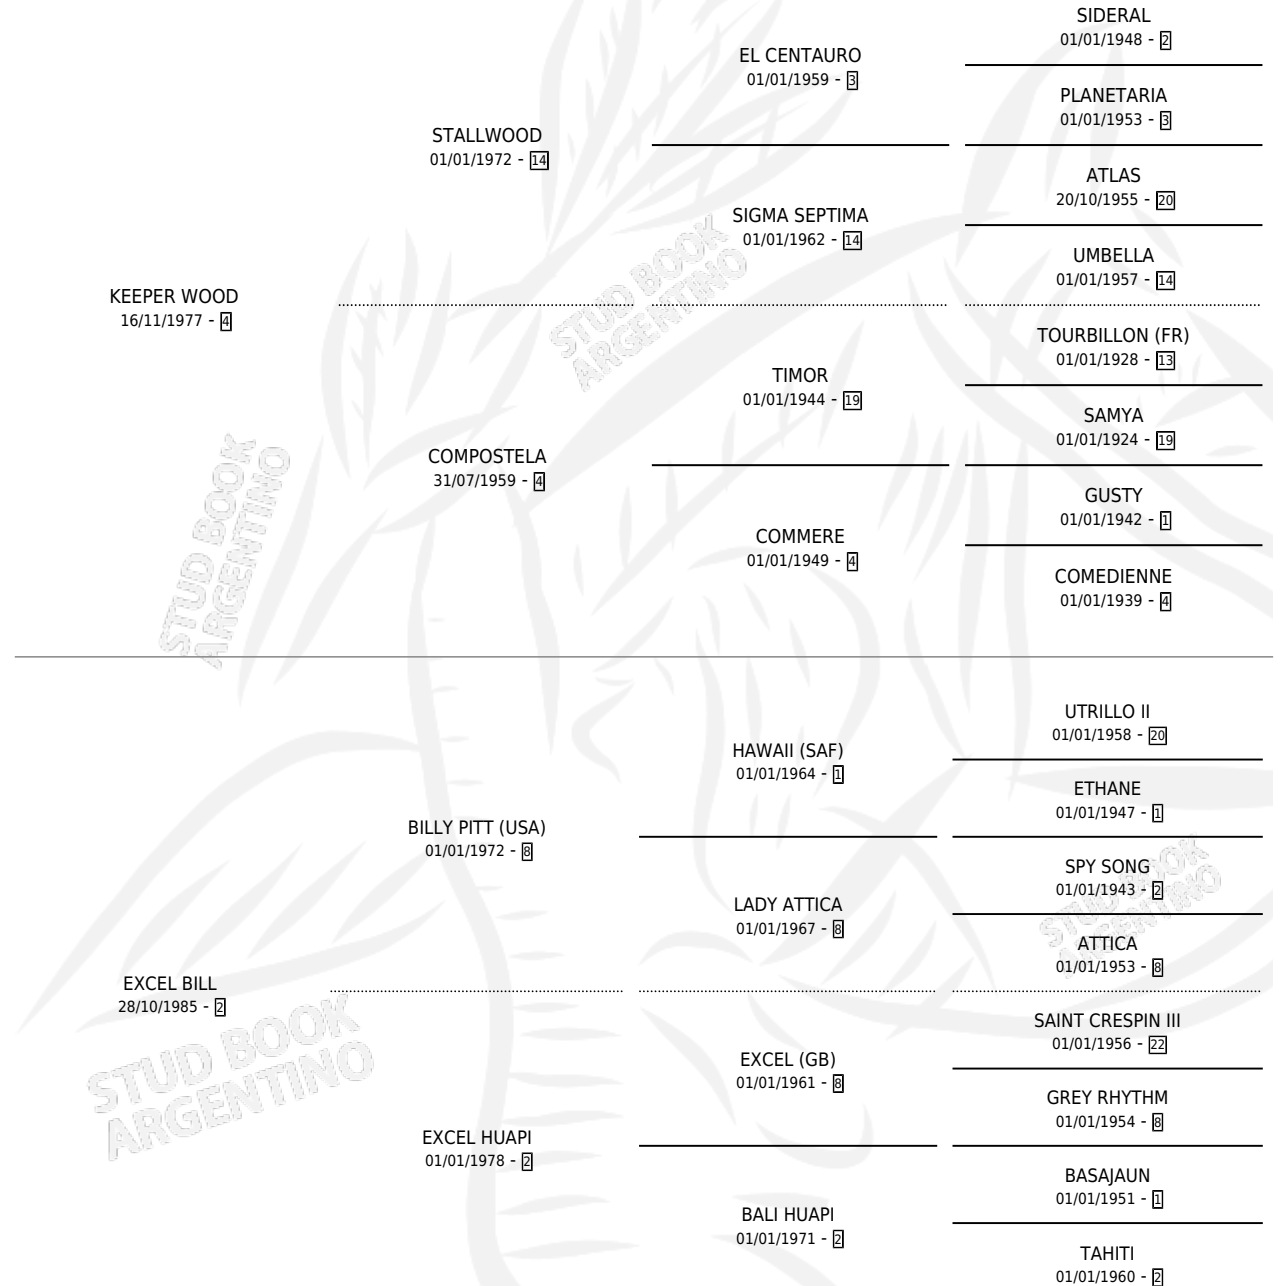 SIDERAL
01/01/1948 - 2
EL CENTAURO
01/01/1959 - 3
PLANETARIA
01/01/1953 - 3
STALLWOOD
01/01/1972 - 14
ATLAS
20/10/1955 - 20
SIGMA SEPTIMA
01/01/1962 - 14
UMBELLA
01/01/1957 - 14
KEEPER WOOD
16/11/1977 - 4
TOURBILLON (FR)
01/01/1928 - 13
TIMOR
01/01/1944 - 19
SAMYA
01/01/1924 - 19
COMPOSTELA
31/07/1959 - 4
GUSTY
01/01/1942 - 1
COMMERE
01/01/1949 - 4
COMEDIENNE
01/01/1939 - 4
UTRILLO II
01/01/1958 - 20
HAWAII (SAF)
01/01/1964 - 1
ETHANE
01/01/1947 - 1
BILLY PITT (USA)
01/01/1972 - 8
SPY SONG
01/01/1943 - 2
LADY ATTICA
01/01/1967 - 8
ATTICA
01/01/1953 - 8
EXCEL BILL
28/10/1985 - 2
SAINT CRESPIN III
01/01/1956 - 22
EXCEL (GB)
01/01/1961 - 8
GREY RHYTHM
01/01/1954 - 8
EXCEL HUAPI
01/01/1978 - 2
BASAJAUN
01/01/1951 - 1
BALI HUAPI
01/01/1971 - 2
TAHITI
01/01/1960 - 2
STUD BOOK
ARGENTINO
STUD BOOK
ARGENTINO
STUD BOOK
ARGENTINO
STUD BOOK
ARGENTINO